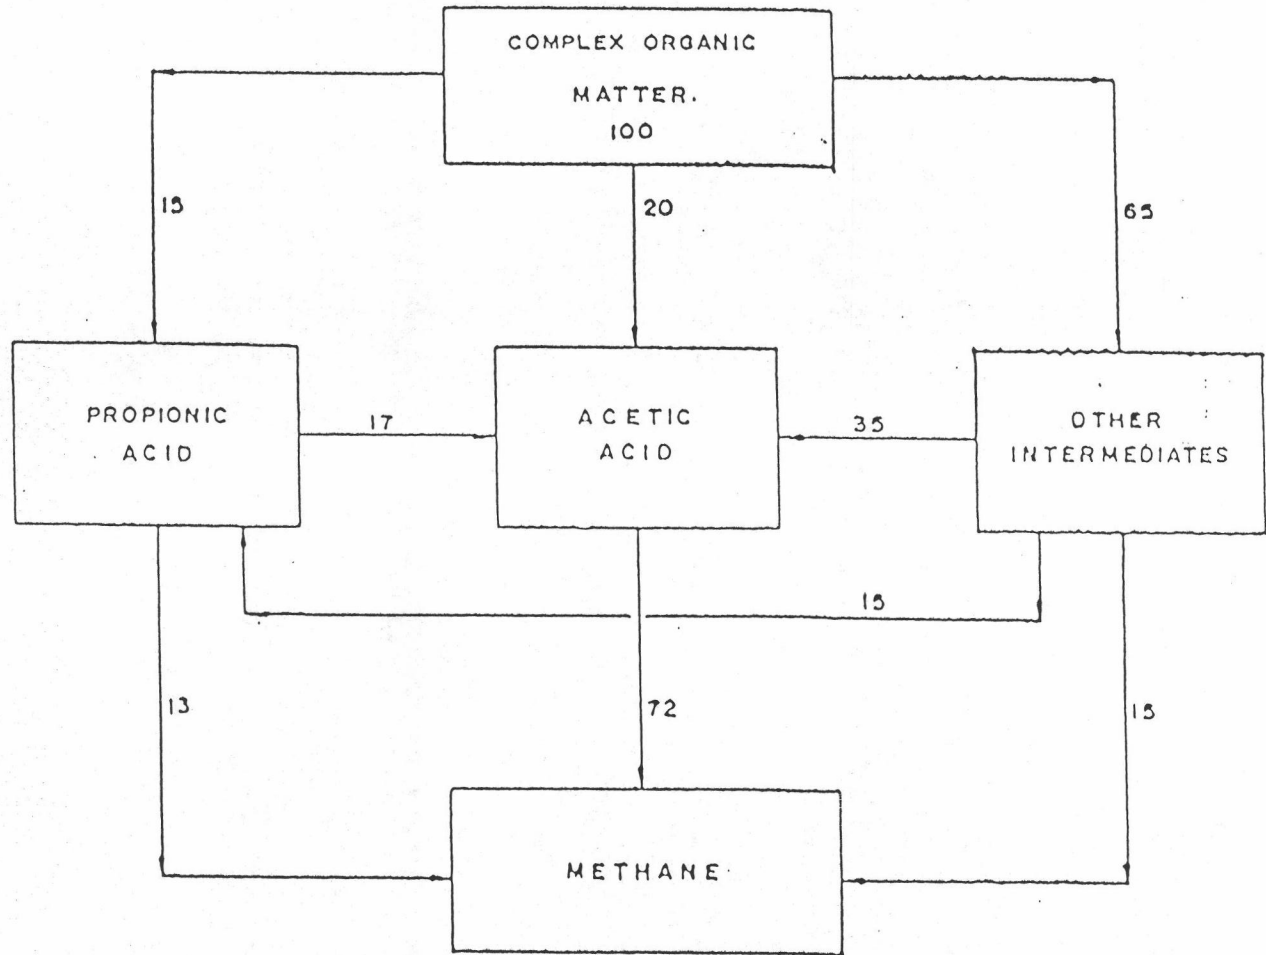 COMPLEX ORGANIC
MATTER.
100
15
20
65
PROPIONIC
ACID
17
ACETIC
ACID
35
OTHER
INTERMEDIATES
15
13
72
15
METHANE